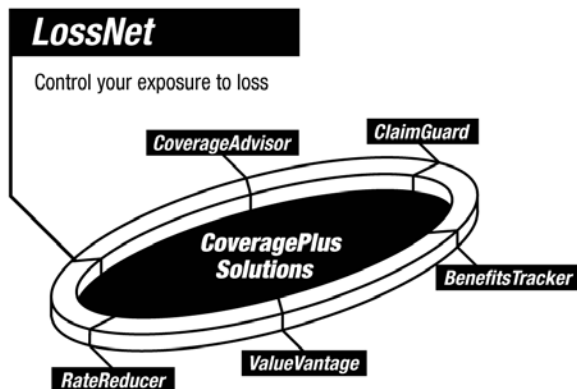 LossNet
Control your exposure to loss
CoverageAdvisor
ClaimGuard
CoveragePlus
Solutions
BenefitsTracker
ValueVantage
RateReducer